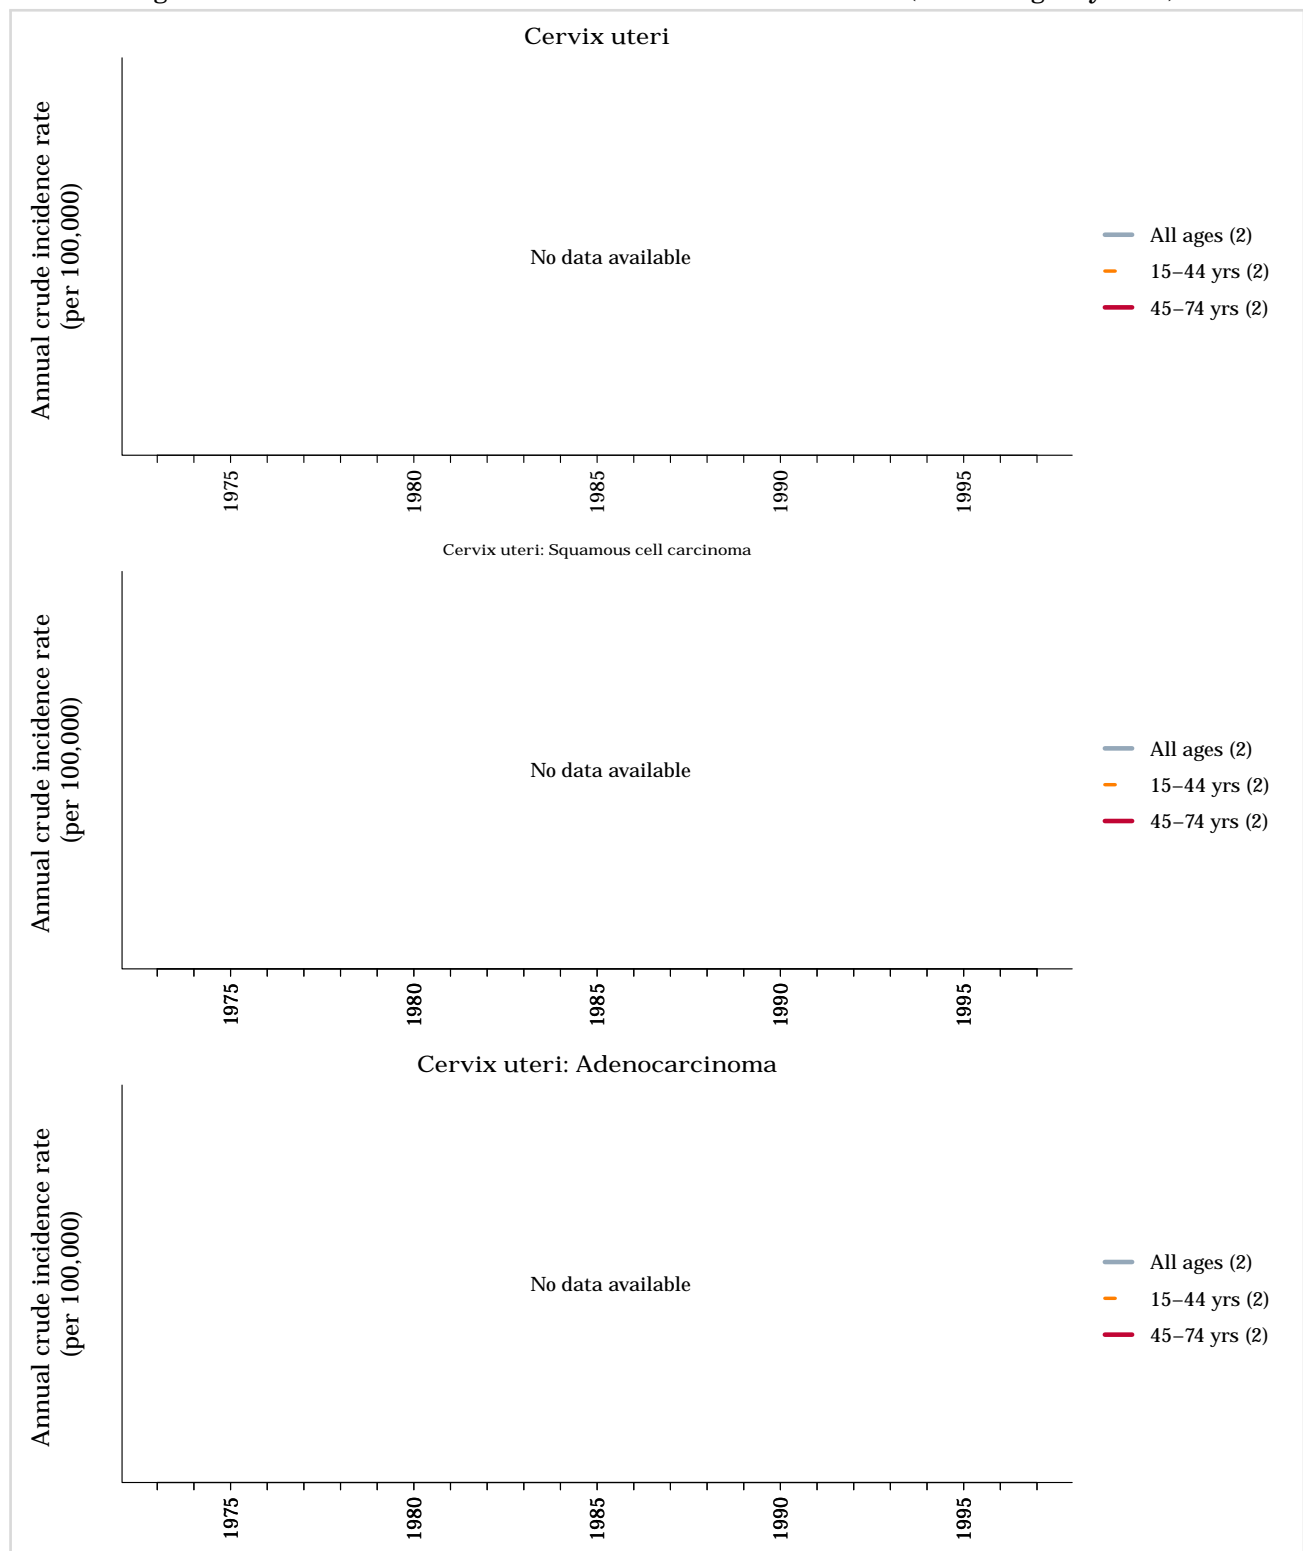 Cervix uteri
Annual crude incidence rate
(per 100,000)
No data available
All ages (2)
15–44 yrs (2)
45–74 yrs (2)
1975
1980
1985
1990
1995
Cervix uteri: Squamous cell carcinoma
Annual crude incidence rate
(per 100,000)
No data available
All ages (2)
15–44 yrs (2)
45–74 yrs (2)
1975
1980
1985
1990
1995
Cervix uteri: Adenocarcinoma
Annual crude incidence rate
(per 100,000)
No data available
All ages (2)
15–44 yrs (2)
45–74 yrs (2)
1975
1980
1985
1990
1995